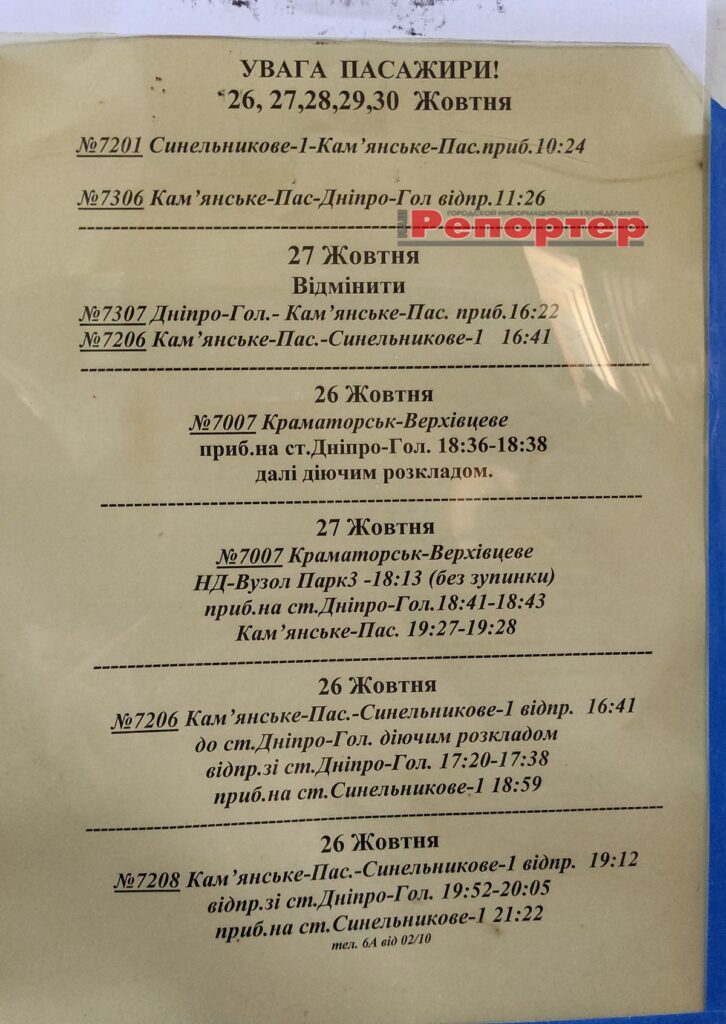 УВАГА ПАСАЖИРИ!
26, 27,28,29,30 Жовтня
№7201 Синельникове-1-Кам’янське-Пас.приб.10:24
№7306 Кам’янське-Пас-Дніпро-Гол відпр.11:26
ГОРОДСКОЙ ИНФОРМАЦИОННЫЙ ЕЖЕНЕДЕЛЬНИК
Репортер
27 Жовтня
Відмінити
№7307 Дніпро-Гол.- Кам’янське-Пас. приб.16:22
№7206 Кам’янське-Пас.-Синельникове-1 16:41
26 Жовтня
№7007 Краматорськ-Верхівцеве
приб.на ст.Дніпро-Гол. 18:36-18:38
далі діючим розкладом.
27 Жовтня
№7007 Краматорськ-Верхівцеве
НД-Вузол Парк3 -18:13 (без зупинки)
приб.на ст.Дніпро-Гол.18:41-18:43
Кам’янське-Пас. 19:27-19:28
26 Жовтня
№7206 Кам’янське-Пас.-Синельникове-1 відпр. 16:41
до ст.Дніпро-Гол. діючим розкладом
відпр.зі ст.Дніпро-Гол. 17:20-17:38
приб.на ст.Синельникове-1 18:59
26 Жовтня
№7208 Кам’янське-Пас.-Синельникове-1 відпр. 19:12
відпр.зі ст.Дніпро-Гол. 19:52-20:05
приб.на ст.Синельникове-1 21:22
тел. 6А від 02/10